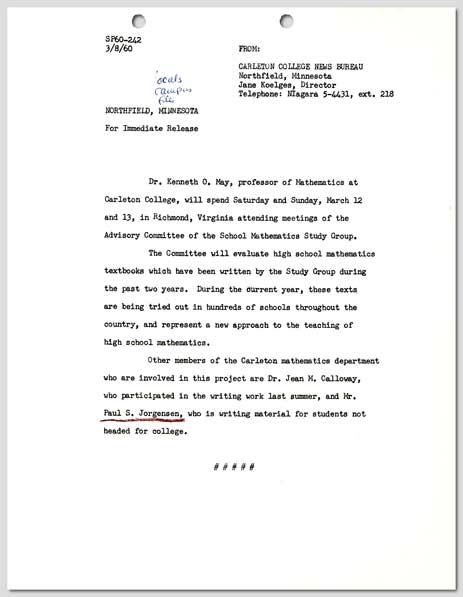 SP60-242
3/8/60
FROM:
CARLETON COLLEGE NEWS BUREAU
Northfield, Minnesota
Jane Koelges, Director
Telephone: NIagara 5-4431, ext. 218
locals
campus
file
NORTHFIELD, MINNESOTA
For Immediate Release
Dr. Kenneth O. May, professor of Mathematics at
Carleton College, will spend Saturday and Sunday, March 12
and 13, in Richmond, Virginia attending meetings of the
Advisory Committee of the School Mathematics Study Group.
The Committee will evaluate high school mathematics
textbooks which have been written by the Study Group during
the past two years. During the current year, these texts
are being tried out in hundreds of schools throughout the
country, and represent a new approach to the teaching of
high school mathematics.
Other members of the Carleton mathematics department
who are involved in this project are Dr. Jean M. Calloway,
who participated in the writing work last summer, and Mr.
Paul S. Jorgensen, who is writing material for students not
headed for college.
# # # # #